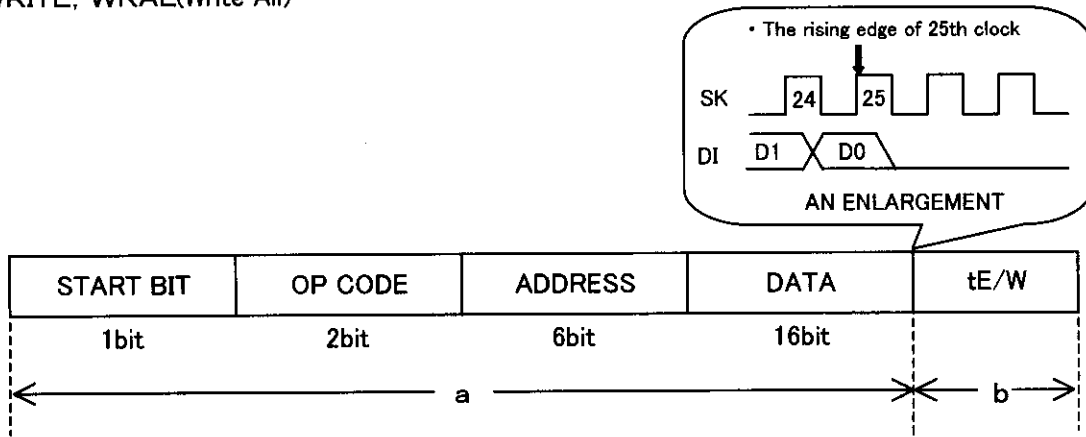 WRITE, WRAL(Write All)
• The rising edge of 25th clock
SK 24 25
DI D1 D0
AN ENLARGEMENT
START BIT OP CODE ADDRESS DATA tE/W
1bit 2bit 6bit 16bit
a b